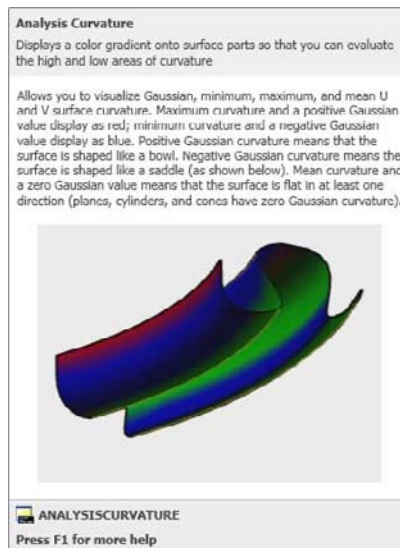 Analysis Curvature
Displays a color gradient onto surface parts so that you can evaluate
the high and low areas of curvature
Allows you to visualize Gaussian, minimum, maximum, and mean U
and V surface curvature. Maximum curvature and a positive Gaussian
value display as red; minimum curvature and a negative Gaussian
value display as blue. Positive Gaussian curvature means that the
surface is shaped like a bowl. Negative Gaussian curvature means the
surface is shaped like a saddle (as shown below). Mean curvature and
a zero Gaussian value means that the surface is flat in at least one
direction (planes, cylinders, and cones have zero Gaussian curvature).
ANALYSISCURVATURE
Press F1 for more help